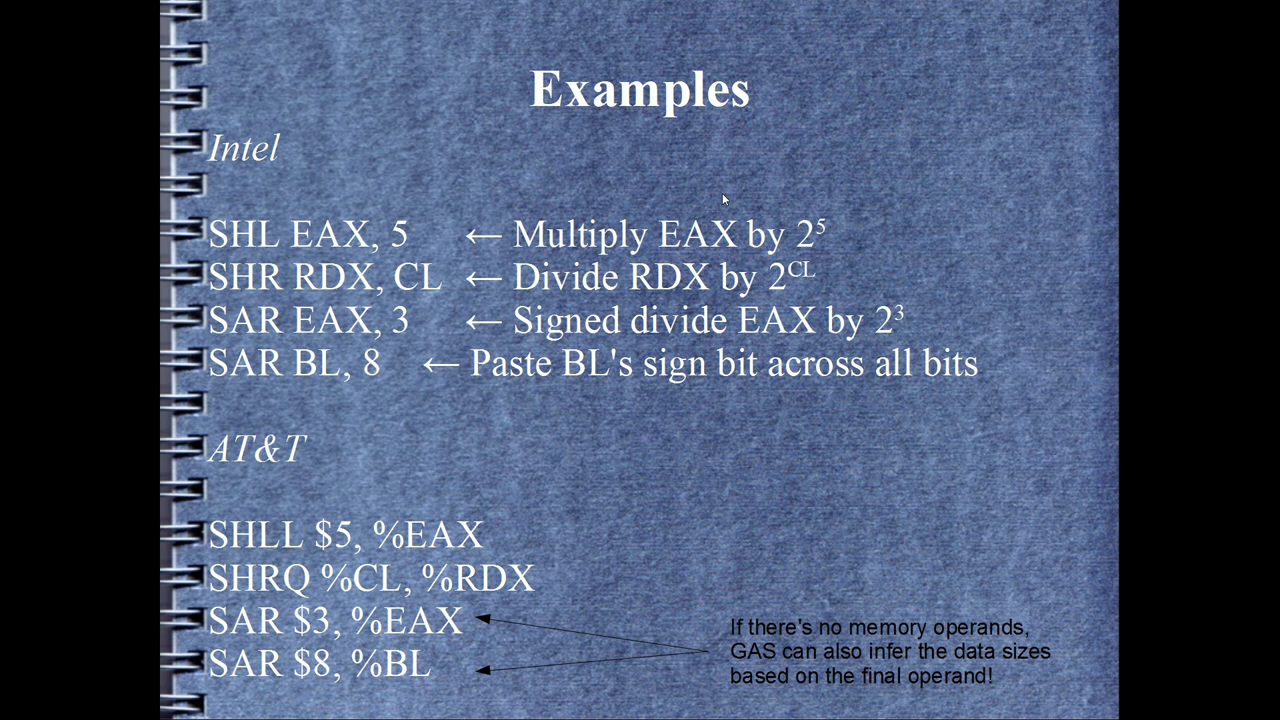 Examples
Intel
SHL EAX, 5 ← Multiply EAX by 2⁵
SHR RDX, CL ← Divide RDX by 2ᶜᴸ
SAR EAX, 3 ← Signed divide EAX by 2³
SAR BL, 8 ← Paste BL's sign bit across all bits
AT&T
SHLL $5, %EAX
SHRQ %CL, %RDX
SAR $3, %EAX
SAR $8, %BL
If there's no memory operands,
GAS can also infer the data sizes
based on the final operand!